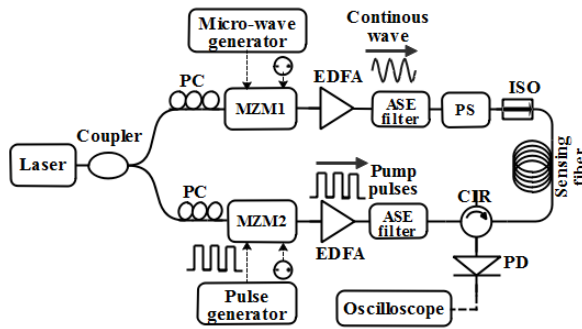 Micro-wave
generator
Continous
wave
PC
EDFA
ISO
MZM1
ASE
filter
PS
Coupler
Laser
Sensing
fiber
PC
Pump
pulses
CIR
MZM2
ASE
filter
EDFA
PD
Pulse
generator
Oscilloscope